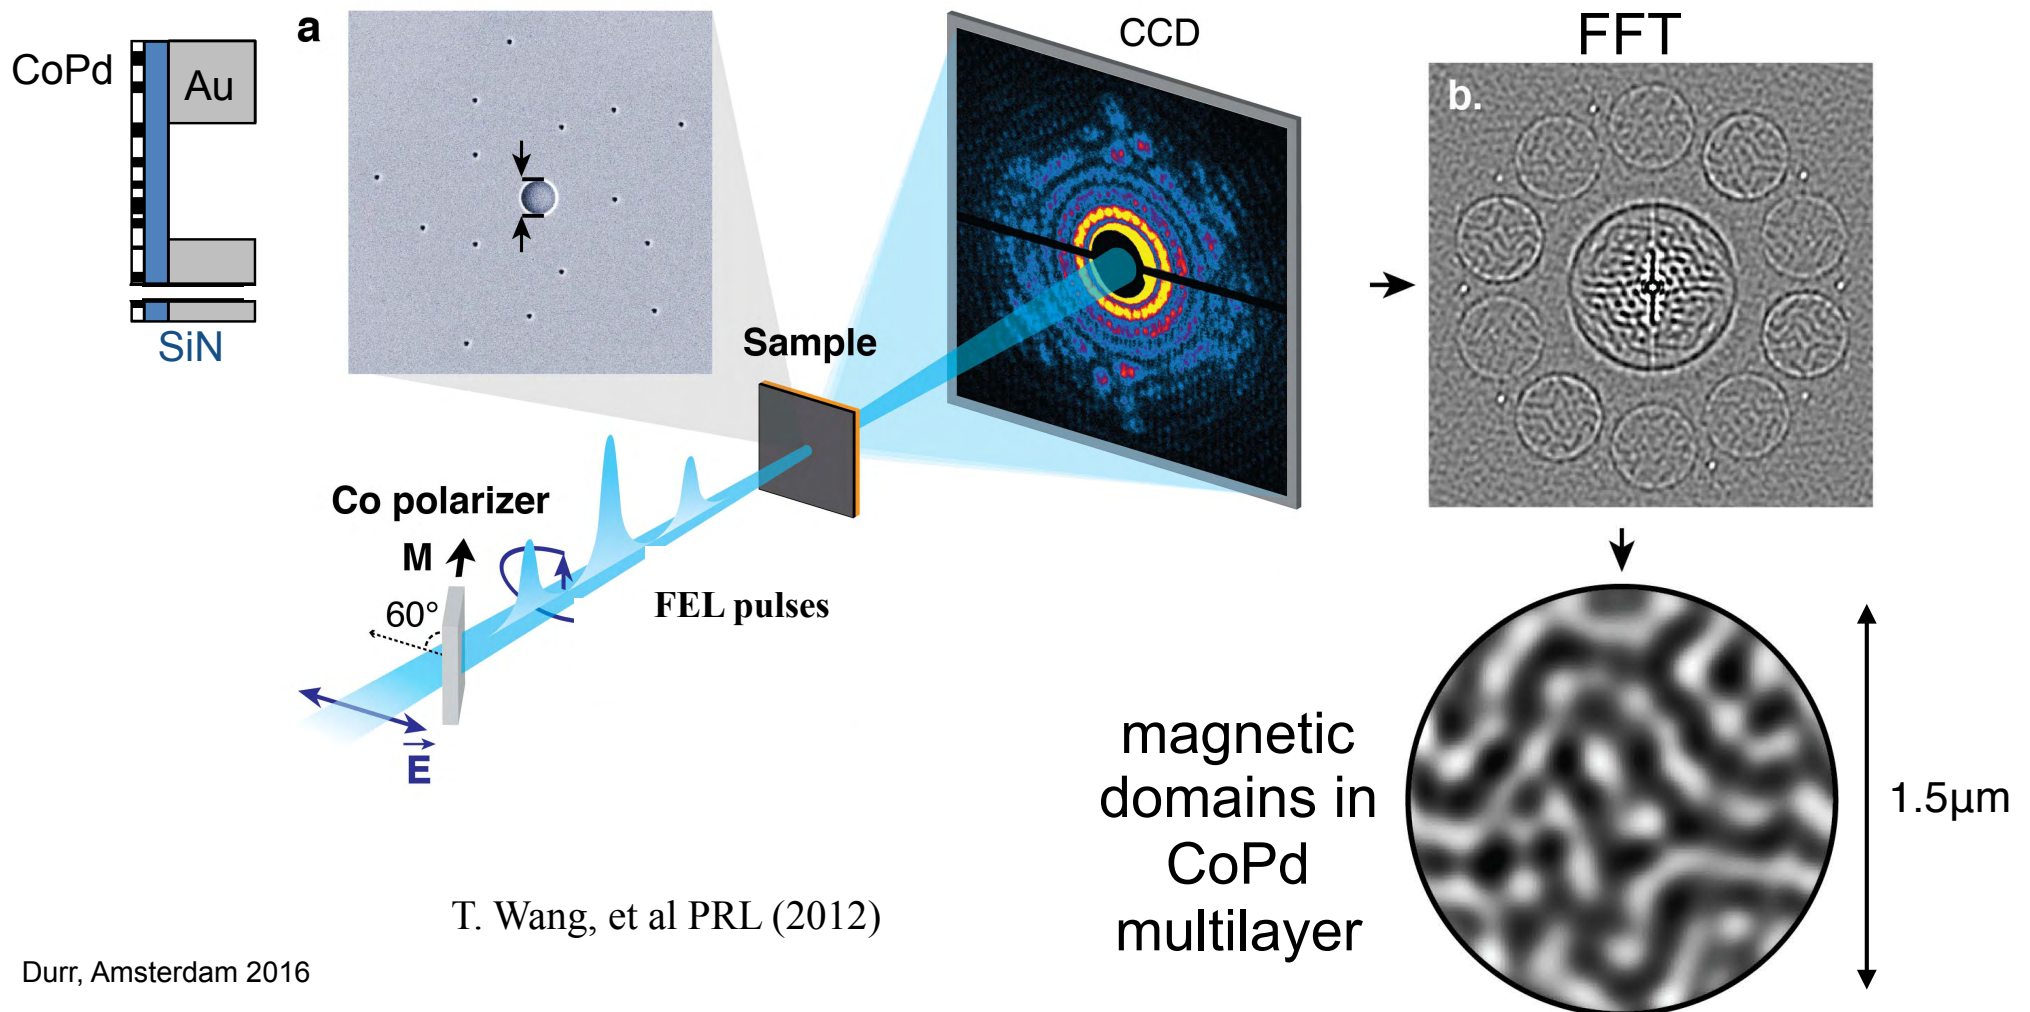 CoPd
Au
SiN
a
CCD
FFT
b.
Sample
Co polarizer
M
60°
E
FEL pulses
magnetic
domains in
CoPd
multilayer
1.5µm
T. Wang, et al PRL (2012)
Durr, Amsterdam 2016